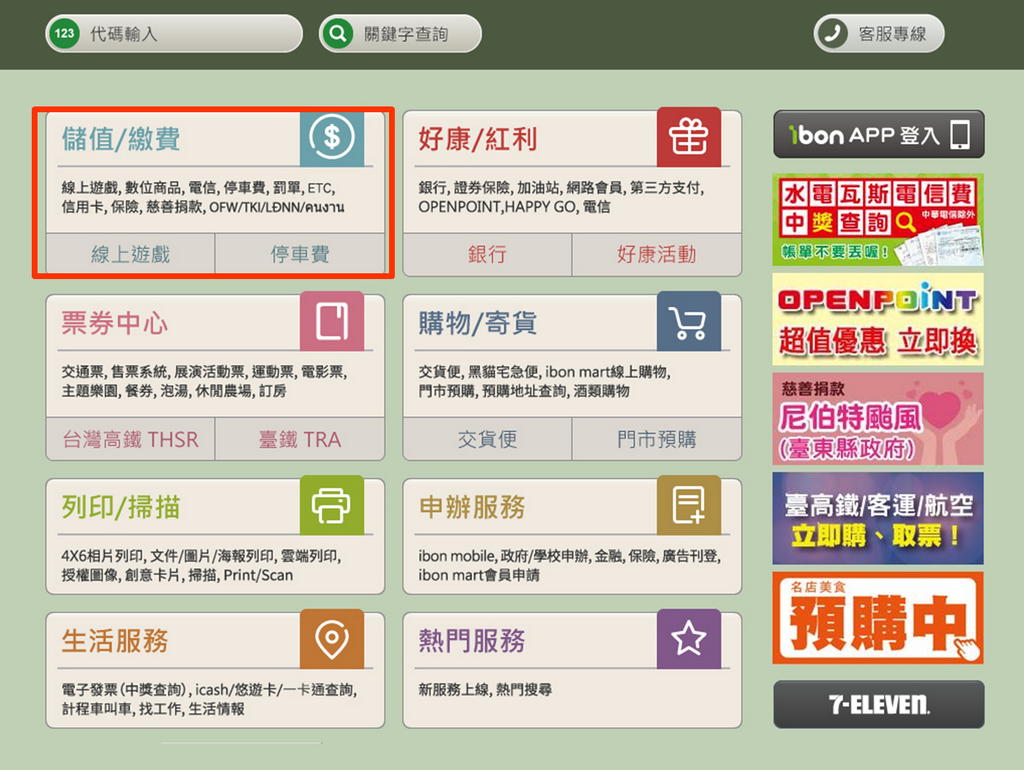 123 代碼輸入
關鍵字查詢
客服專線
儲值/繳費
線上遊戲, 數位商品, 電信, 停車費, 罰單, ETC,
信用卡, 保險, 慈善捐款, OFW/TKI/LĐNN/คนงาน
線上遊戲
停車費
好康/紅利
銀行, 證券保險, 加油站, 網路會員, 第三方支付,
OPENPOINT,HAPPY GO, 電信
銀行
好康活動
票券中心
交通票, 售票系統, 展演活動票, 運動票, 電影票,
主題樂園, 餐券, 泡湯, 休閒農場, 訂房
台灣高鐵 THSR
臺鐵 TRA
購物/寄貨
交貨便, 黑貓宅急便, ibon mart線上購物,
門市預購, 預購地址查詢, 酒類購物
交貨便
門市預購
列印/掃描
4X6相片列印, 文件/圖片/海報列印, 雲端列印,
授權圖像, 創意卡片, 掃描, Print/Scan
申辦服務
ibon mobile, 政府/學校申辦, 金融, 保險, 廣告刊登,
ibon mart會員申請
生活服務
電子發票(中獎查詢), icash/悠遊卡/一卡通查詢,
計程車叫車, 找工作, 生活情報
熱門服務
新服務上線, 熱門搜尋
ibon APP 登入
水電瓦斯電信費
中獎查詢
中華電信除外
帳單不要丟喔!
OPENPOINT
超值優惠 立即換
慈善捐款
尼伯特颱風
(臺東縣政府)
臺高鐵/客運/航空
立即購、取票!
名店美食
預購中
7-ELEVEN.